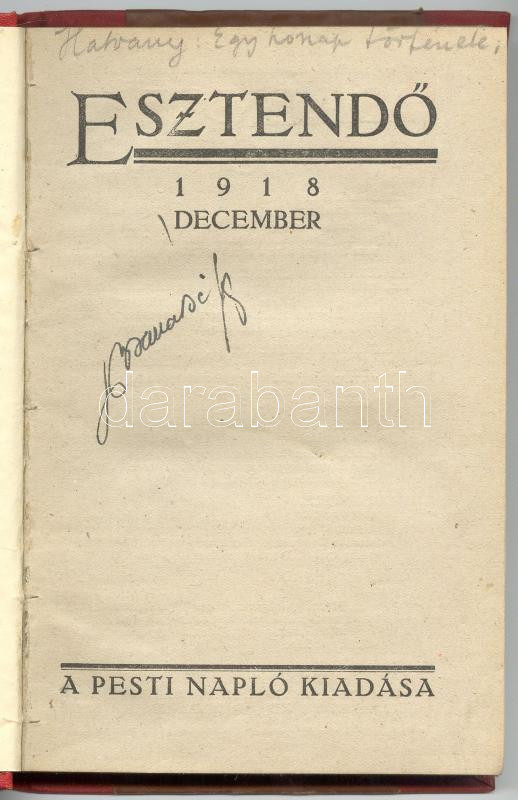 Hatvany: Egy hónap története.
ESZTENDŐ
1918
DECEMBER
darabanth
A PESTI NAPLÓ KIADÁSA